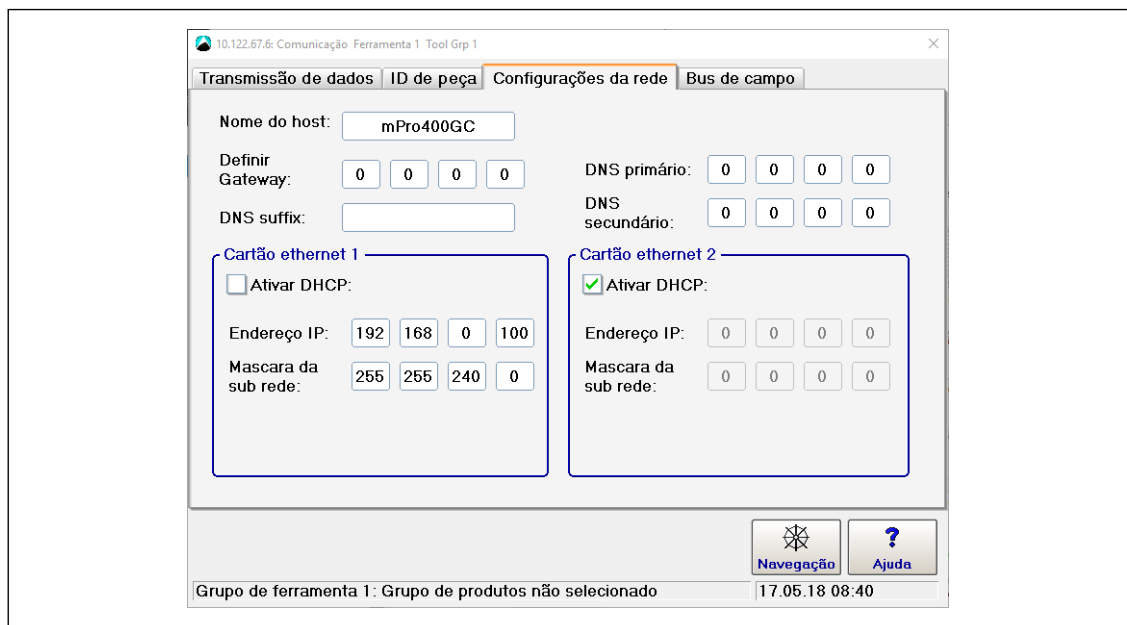 10.122.67.6: Comunicação Ferramenta 1 Tool Grp 1
Transmissão de dados ID de peça Configurações da rede Bus de campo
Nome do host: mPro400GC
Definir
Gateway: 0 0 0 0
DNS primário: 0 0 0 0
DNS suffix:
DNS
secundário: 0 0 0 0
Cartão ethernet 1
Ativar DHCP:
Endereço IP: 192 168 0 100
Mascara da
sub rede: 255 255 240 0
Cartão ethernet 2
Ativar DHCP:
Endereço IP: 0 0 0 0
Mascara da
sub rede: 0 0 0 0
Navegação
? 
Ajuda
Grupo de ferramenta 1: Grupo de produtos não selecionado
17.05.18 08:40